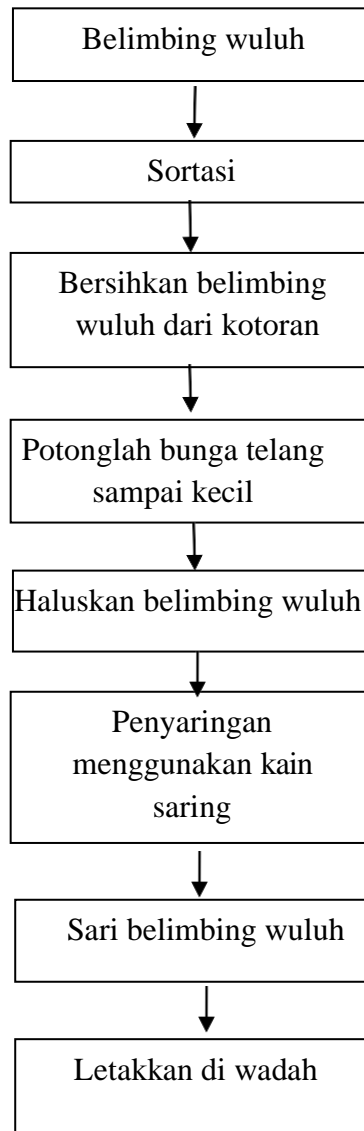 Belimbing wuluh
Sortasi
Bersihkan belimbing
wuluh dari kotoran
Potonglah bunga telang
sampai kecil
Haluskan belimbing wuluh
Penyaringan
menggunakan kain
saring
Sari belimbing wuluh
Letakkan di wadah